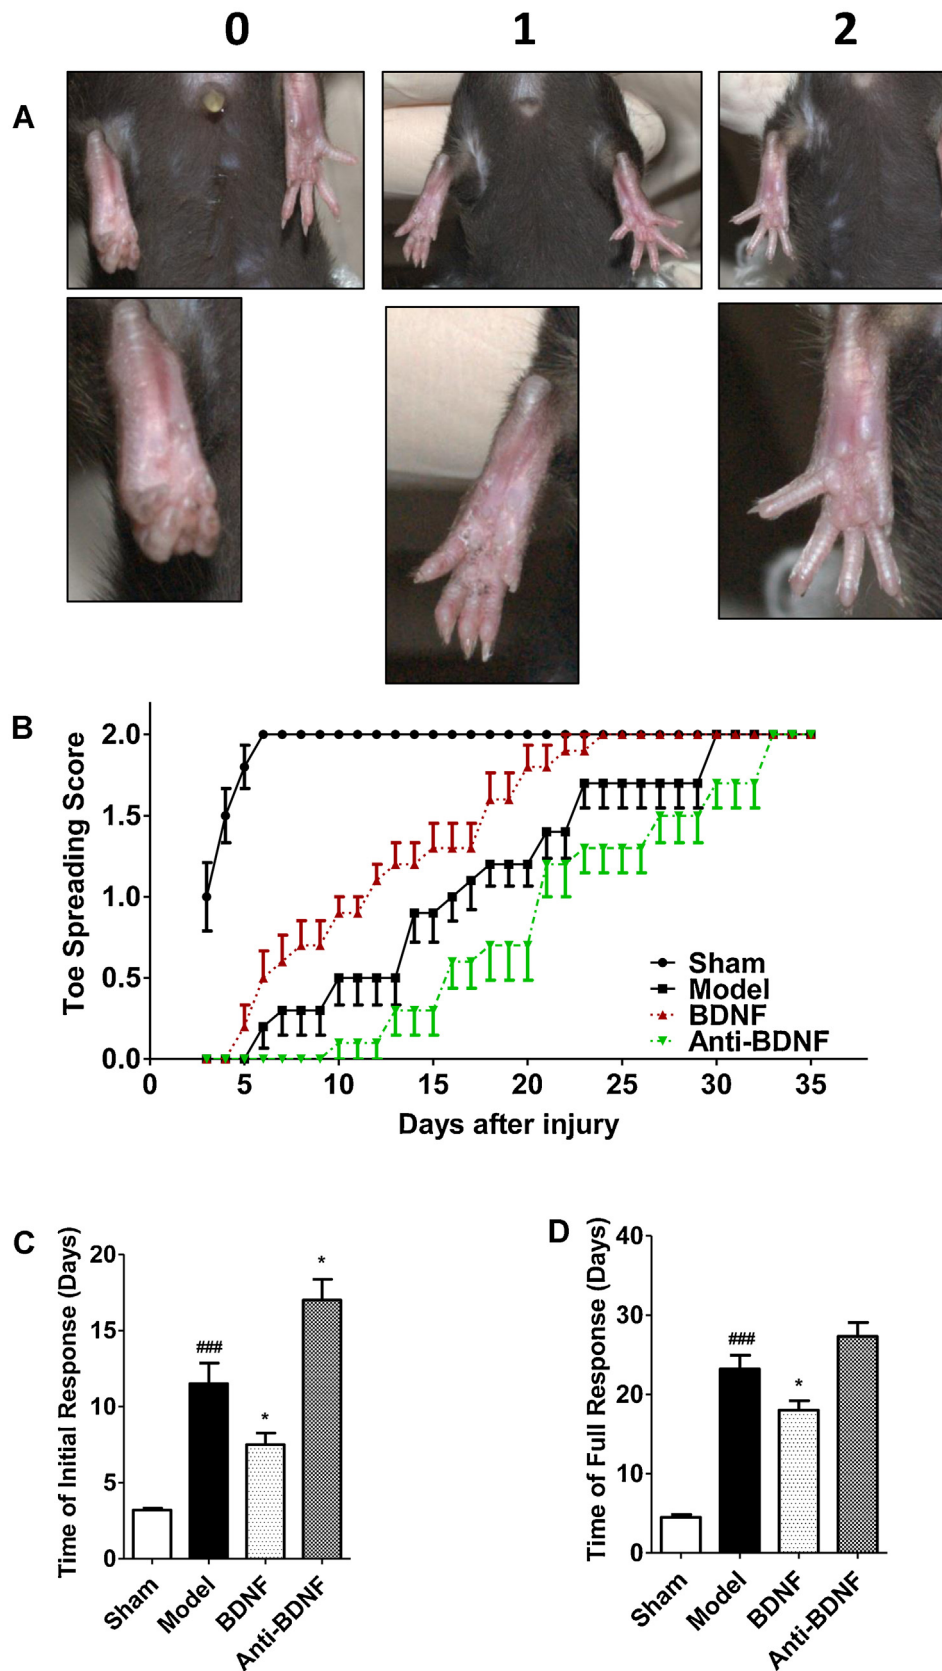 0 1 2
A
B
Toe Spreading Score
2.0
1.5
1.0
0.5
0.0
Sham
Model
BDNF
Anti-BDNF
0 5 10 15 20 25 30 35
Days after injury
C
Time of Initial Response (Days)
20
15
10
5
0
###
*
*
Sham Model BDNF Anti-BDNF
D
Time of Full Response (Days)
40
30
20
10
0
###
*
Sham Model BDNF Anti-BDNF